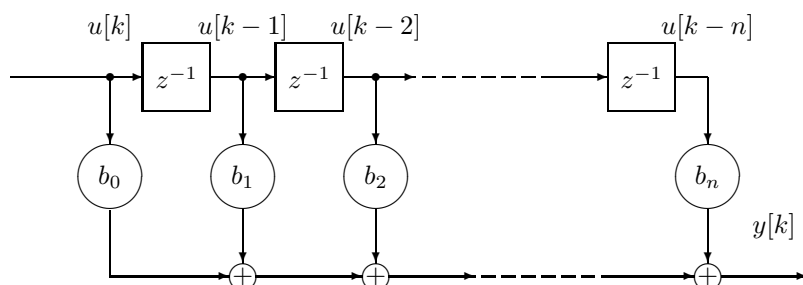 u[k] u[k − 1] u[k − 2] u[k − n]
z⁻¹ z⁻¹ z⁻¹
b₀ b₁ b₂ bₙ
y[k]
+ + +